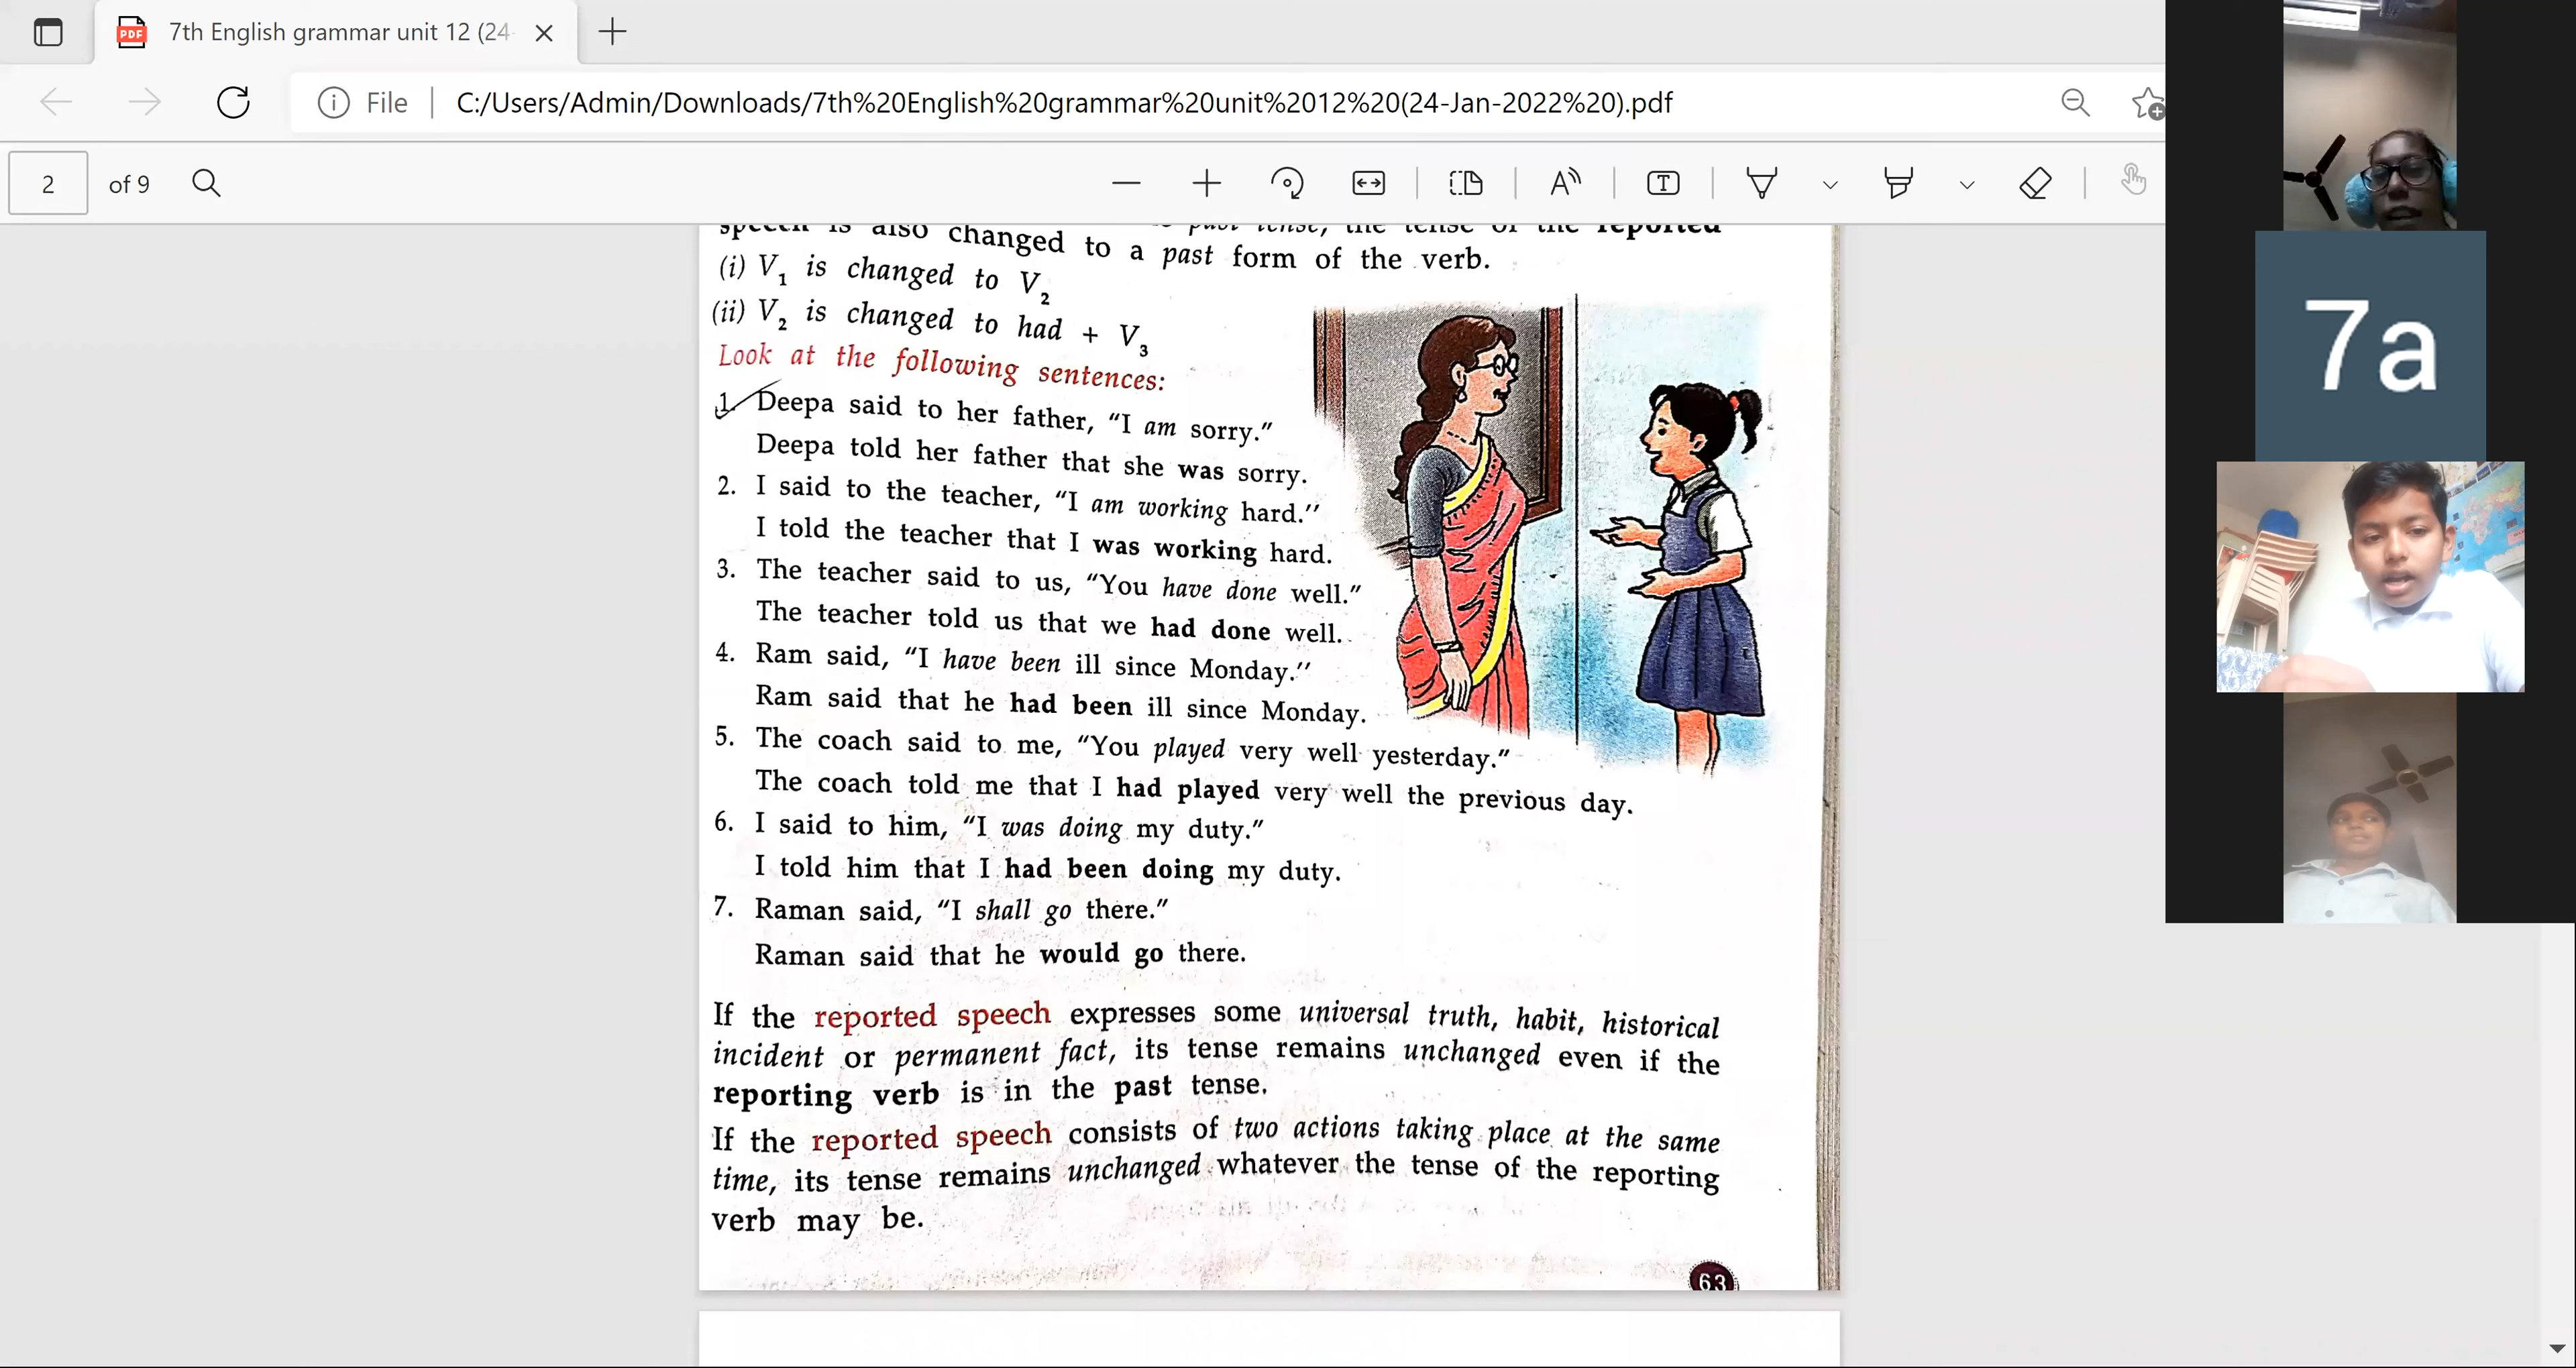 7th English grammar unit 12 (24
File
C:/Users/Admin/Downloads/7th%20English%20grammar%20unit%2012%20(24-Jan-2022%20).pdf
2 of 9
speech is also changed to a past form of the verb.
past tense, the tense of the reported
(i) V1 is changed to V2
(ii) V2 is changed to had + V3
Look at the following sentences:
1. Deepa said to her father, “I am sorry.”
Deepa told her father that she was sorry.
2. I said to the teacher, “I am working hard.’’
I told the teacher that I was working hard.
3. The teacher said to us, “You have done well.”
The teacher told us that we had done well.
4. Ram said, “I have been ill since Monday.’’
Ram said that he had been ill since Monday.
5. The coach said to me, “You played very well yesterday.”
The coach told me that I had played very well the previous day.
6. I said to him, “I was doing my duty.”
I told him that I had been doing my duty.
7. Raman said, “I shall go there.”
Raman said that he would go there.
If the reported speech expresses some universal truth, habit, historical
incident or permanent fact, its tense remains unchanged even if the
reporting verb is in the past tense.
If the reported speech consists of two actions taking place at the same
time, its tense remains unchanged whatever the tense of the reporting
verb may be.
63
7a